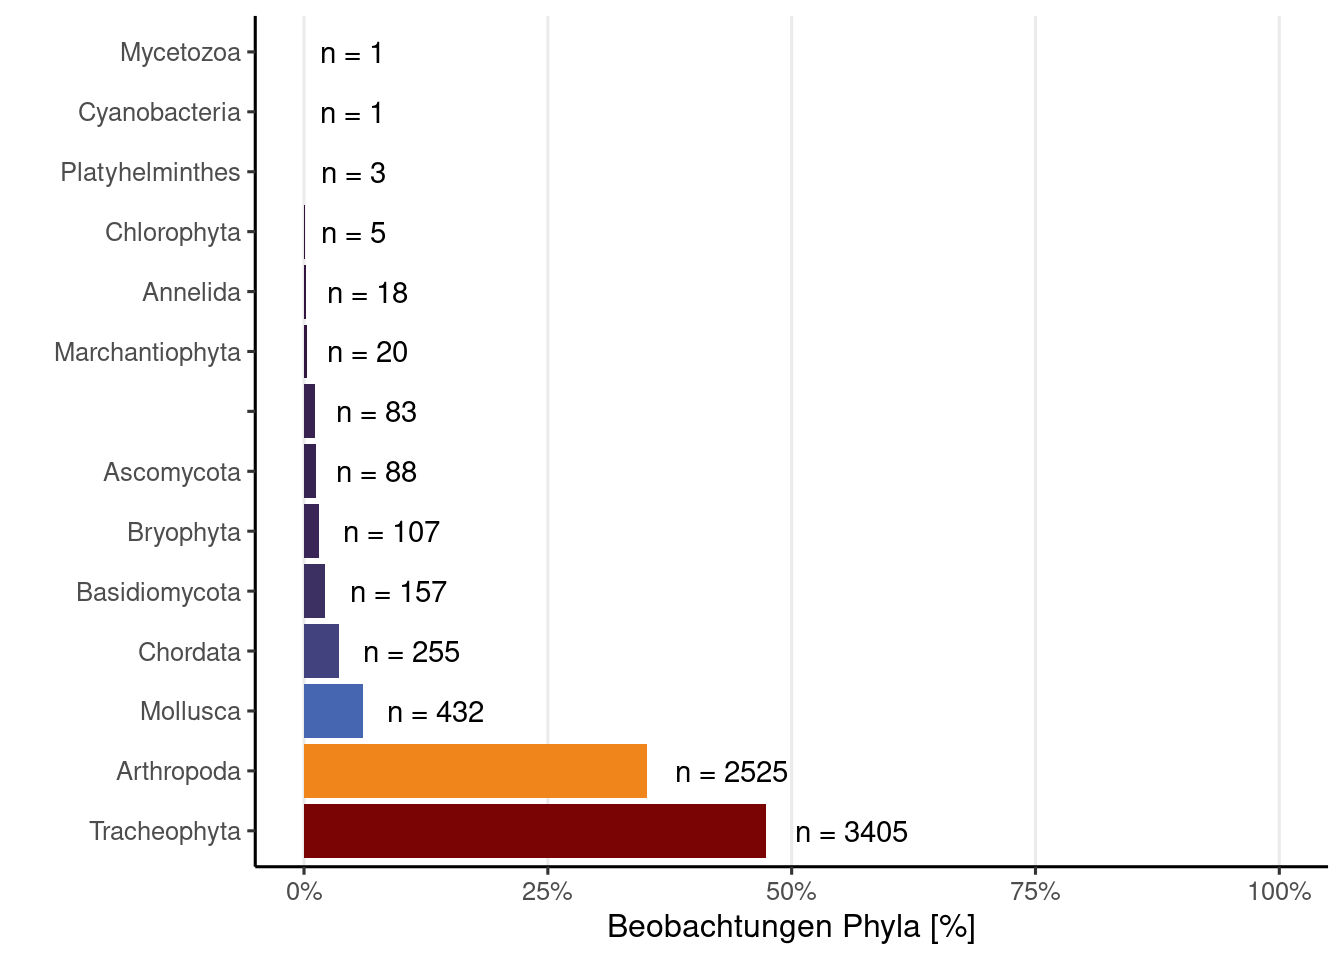 Mycetozoa n = 1
Cyanobacteria n = 1
Platyhelminthes n = 3
Chlorophyta n = 5
Annelida n = 18
Marchantiophyta n = 20
n = 83
Ascomycota n = 88
Bryophyta n = 107
Basidiomycota n = 157
Chordata n = 255
Mollusca n = 432
Arthropoda n = 2525
Tracheophyta n = 3405
0% 25% 50% 75% 100%
Beobachtungen Phyla [%]